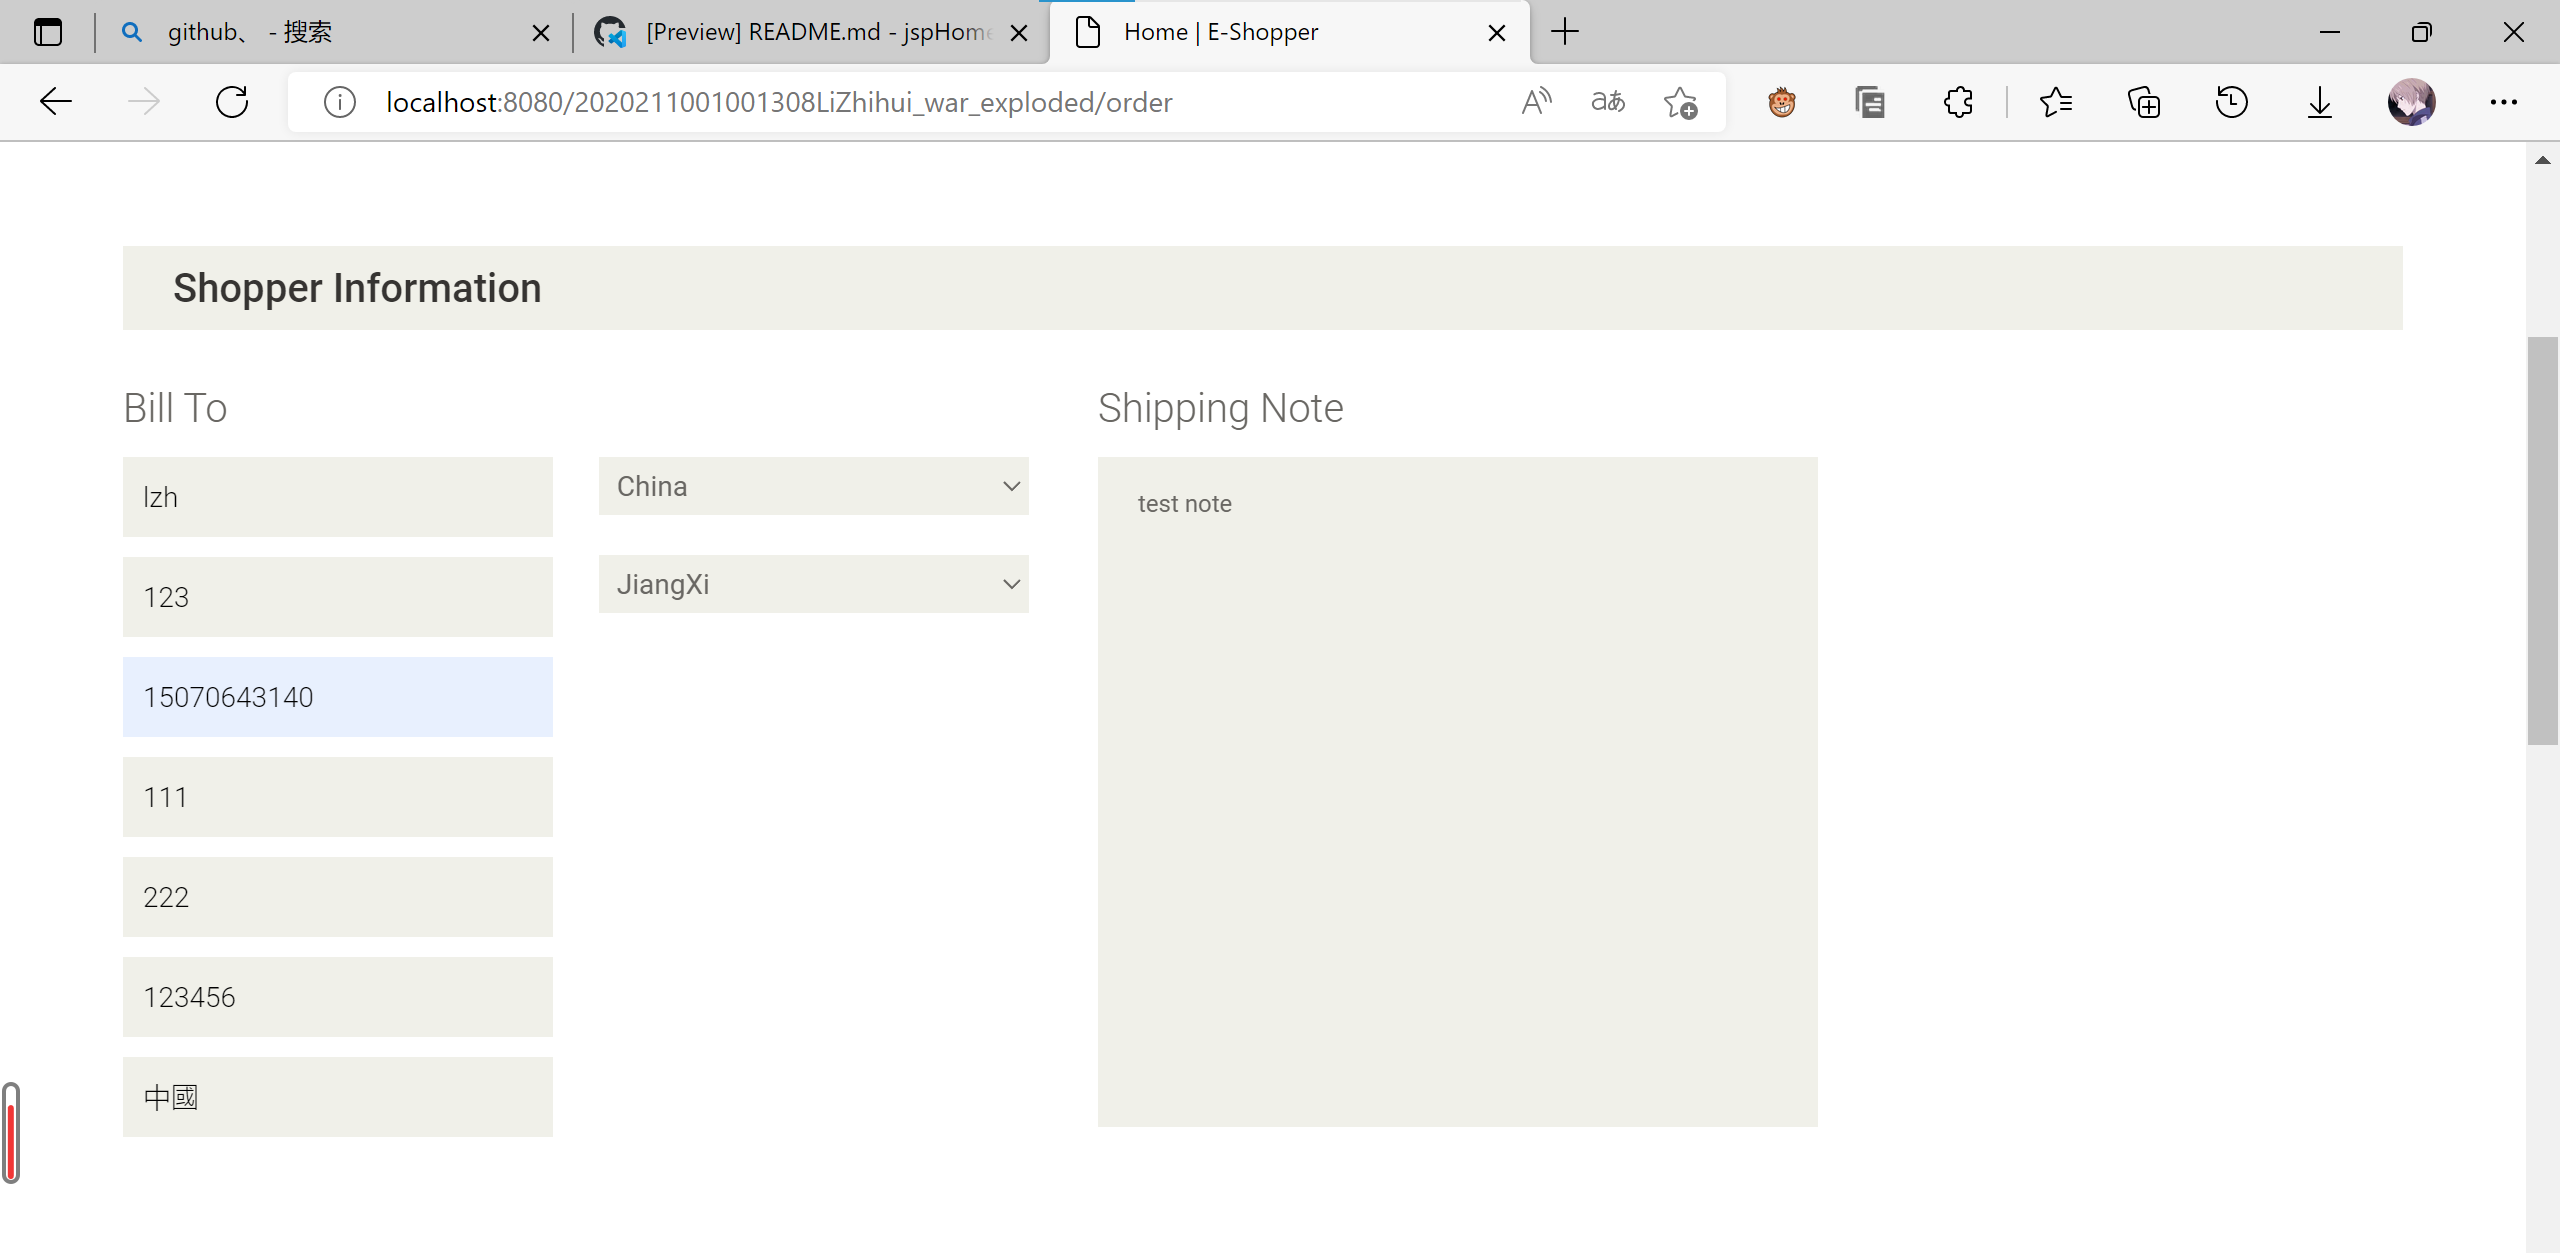 github、 - 搜索
[Preview] README.md - jspHome
Home | E-Shopper
localhost:8080/2020211001001308LiZhihui_war_exploded/order
Shopper Information
Bill To
lzh
123
15070643140
111
222
123456
中國
China
JiangXi
Shipping Note
test note